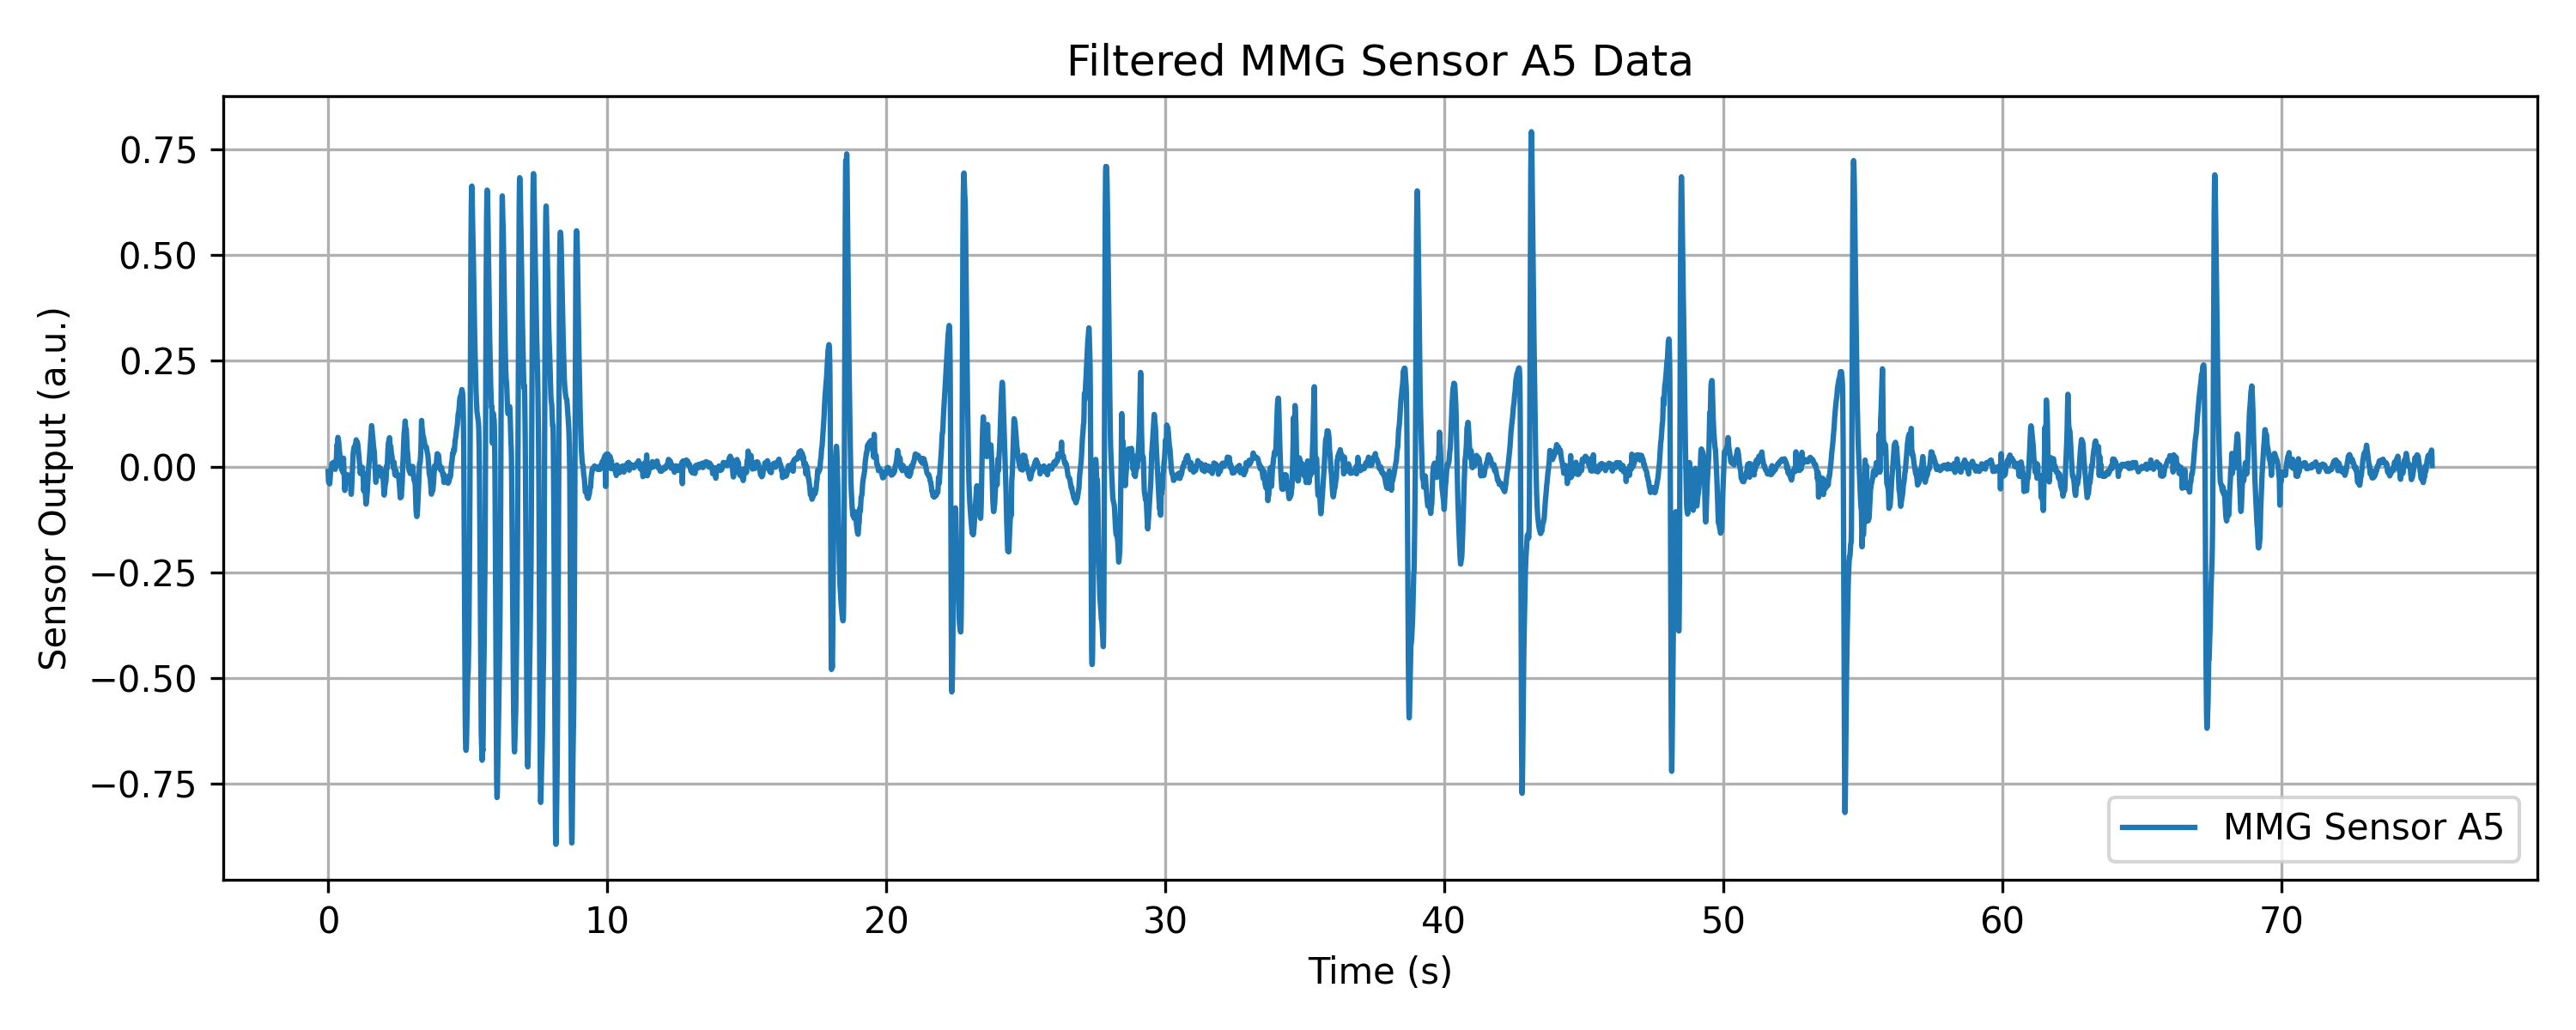 Filtered MMG Sensor A5 Data
Sensor Output (a.u.)
0.75
0.50
0.25
0.00
−0.25
−0.50
−0.75
0 10 20 30 40 50 60 70
Time (s)
MMG Sensor A5